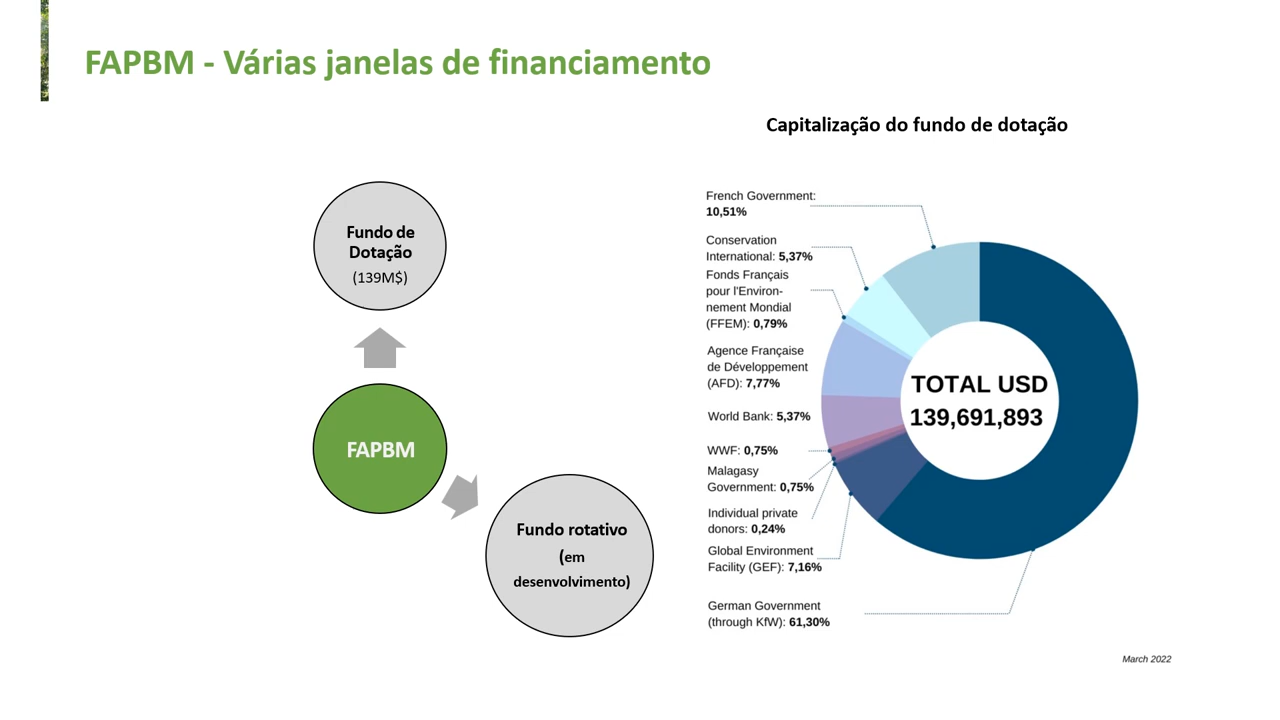 FAPBM - Várias janelas de financiamento
Capitalização do fundo de dotação
Fundo de
Dotação
(139M$)
FAPBM
Fundo rotativo
(em
desenvolvimento)
French Government:
10,51%
Conservation
International: 5,37%
Fonds Français
pour l'Environ-
nement Mondial
(FFEM): 0,79%
Agence Française
de Développement
(AFD): 7,77%
World Bank: 5,37%
WWF: 0,75%
Malagasy
Government: 0,75%
Individual private
donors: 0,24%
Global Environment
Facility (GEF): 7,16%
German Government
(through KfW): 61,30%
TOTAL USD
139,691,893
March 2022